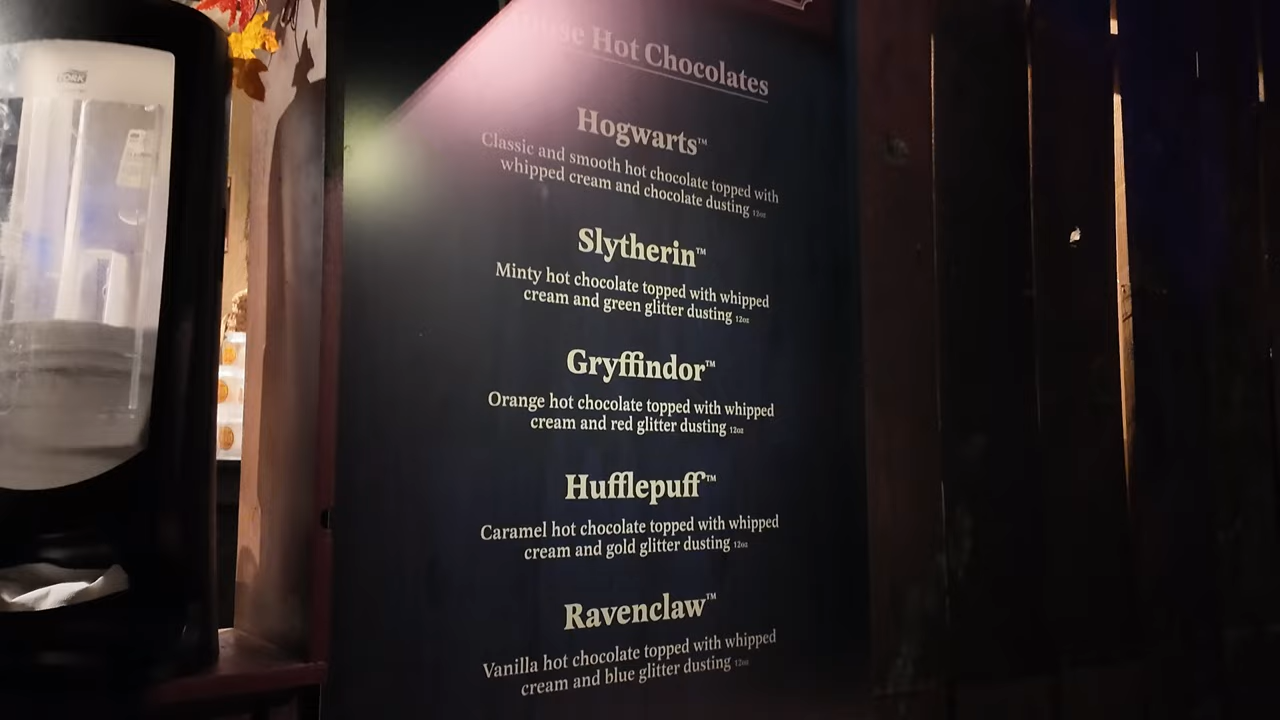 TORK
Hot Chocolates
Hogwarts™
Classic and smooth hot chocolate topped with
whipped cream and chocolate dusting 12oz
Slytherin™
Minty hot chocolate topped with whipped
cream and green glitter dusting 12oz
Gryffindor™
Orange hot chocolate topped with whipped
cream and red glitter dusting 12oz
Hufflepuff™
Caramel hot chocolate topped with whipped
cream and gold glitter dusting 12oz
Ravenclaw™
Vanilla hot chocolate topped with whipped
cream and blue glitter dusting 12oz